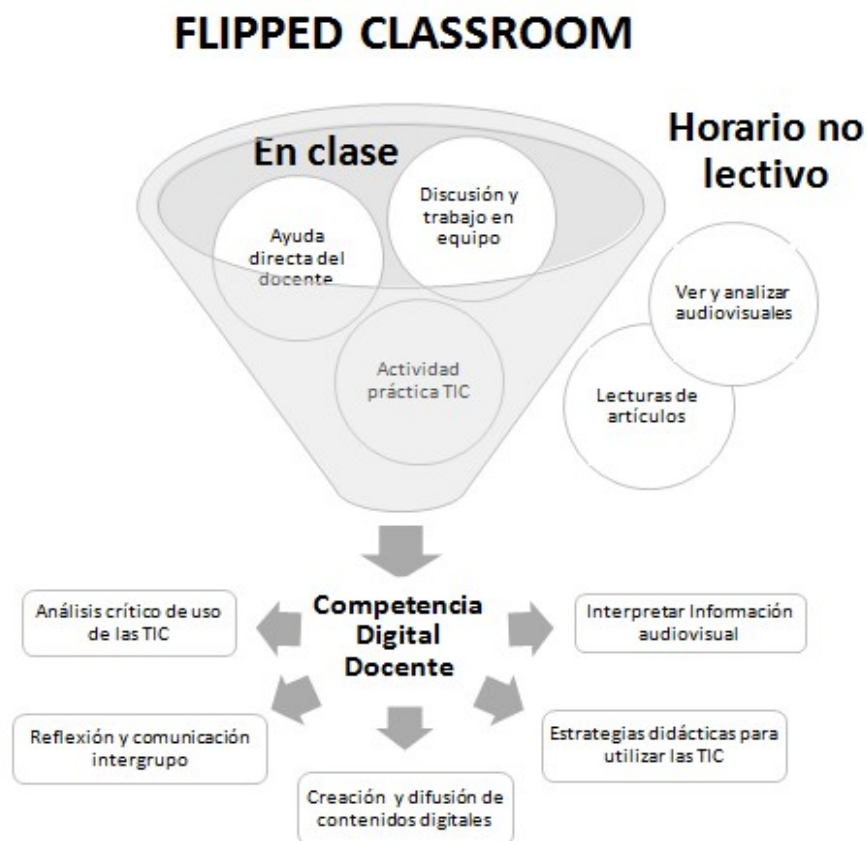 FLIPPED CLASSROOM
En clase
Horario no
lectivo
Discusión y
trabajo en
equipo
Ayuda
directa del
docente
Ver y analizar
audiovisuales
Actividad
práctica TIC
Lecturas de
artículos
Competencia
Digital
Docente
Análisis crítico de uso
de las TIC
Interpretar Información
audiovisual
Reflexión y comunicación
intergrupo
Estrategias didácticas para
utilizar las TIC
Creación y difusión de
contenidos digitales